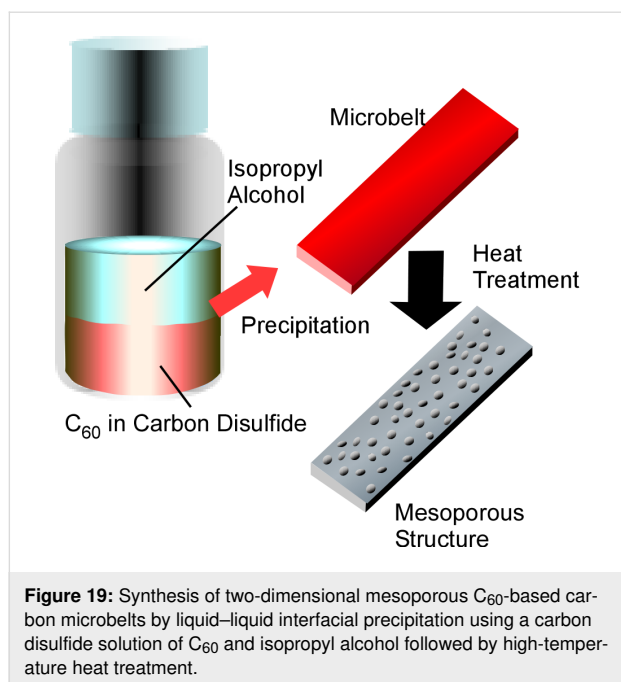 Microbelt
Isopropyl
Alcohol
Heat
Treatment
Precipitation
C₆₀ in Carbon Disulfide
Mesoporous
Structure
Figure 19: Synthesis of two-dimensional mesoporous C₆₀-based car-
bon microbelts by liquid–liquid interfacial precipitation using a carbon
disulfide solution of C₆₀ and isopropyl alcohol followed by high-temper-
ature heat treatment.